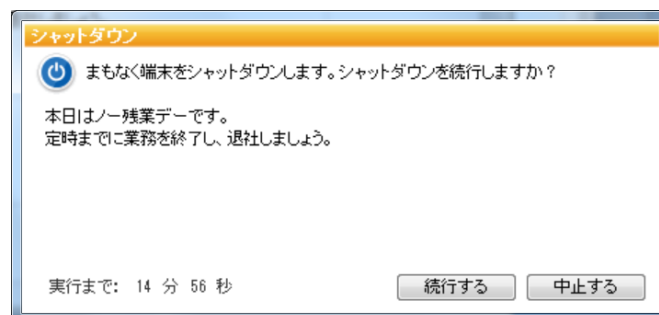 シャットダウン
まもなく端末をシャットダウンします。シャットダウンを続行しますか？
本日はノー残業デーです。
定時までに業務を終了し、退社しましょう。
実行まで: 14 分 56 秒
続行する 中止する